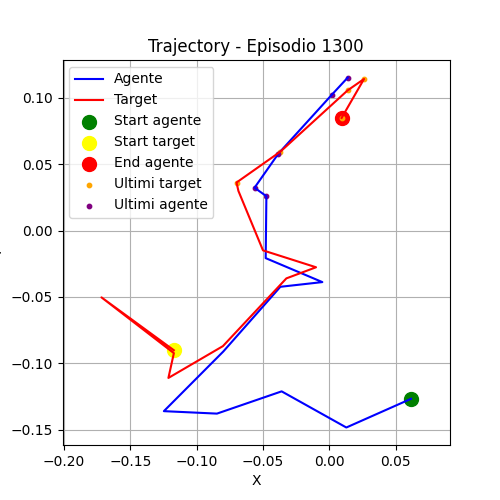 Trajectory - Episodio 1300
Agente
Target
Start agente
Start target
End agente
Ultimi target
Ultimi agente
0.10
0.05
0.00
−0.05
−0.10
−0.15
−0.20
−0.15
−0.10
−0.05
0.00
0.05
X